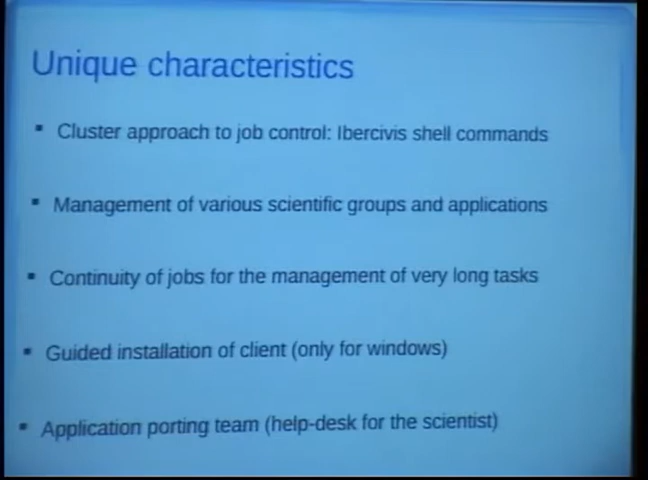 Unique characteristics
Cluster approach to job control: Ibercivis shell commands
Management of various scientific groups and applications
Continuity of jobs for the management of very long tasks
Guided installation of client (only for windows)
Application porting team (help-desk for the scientist)